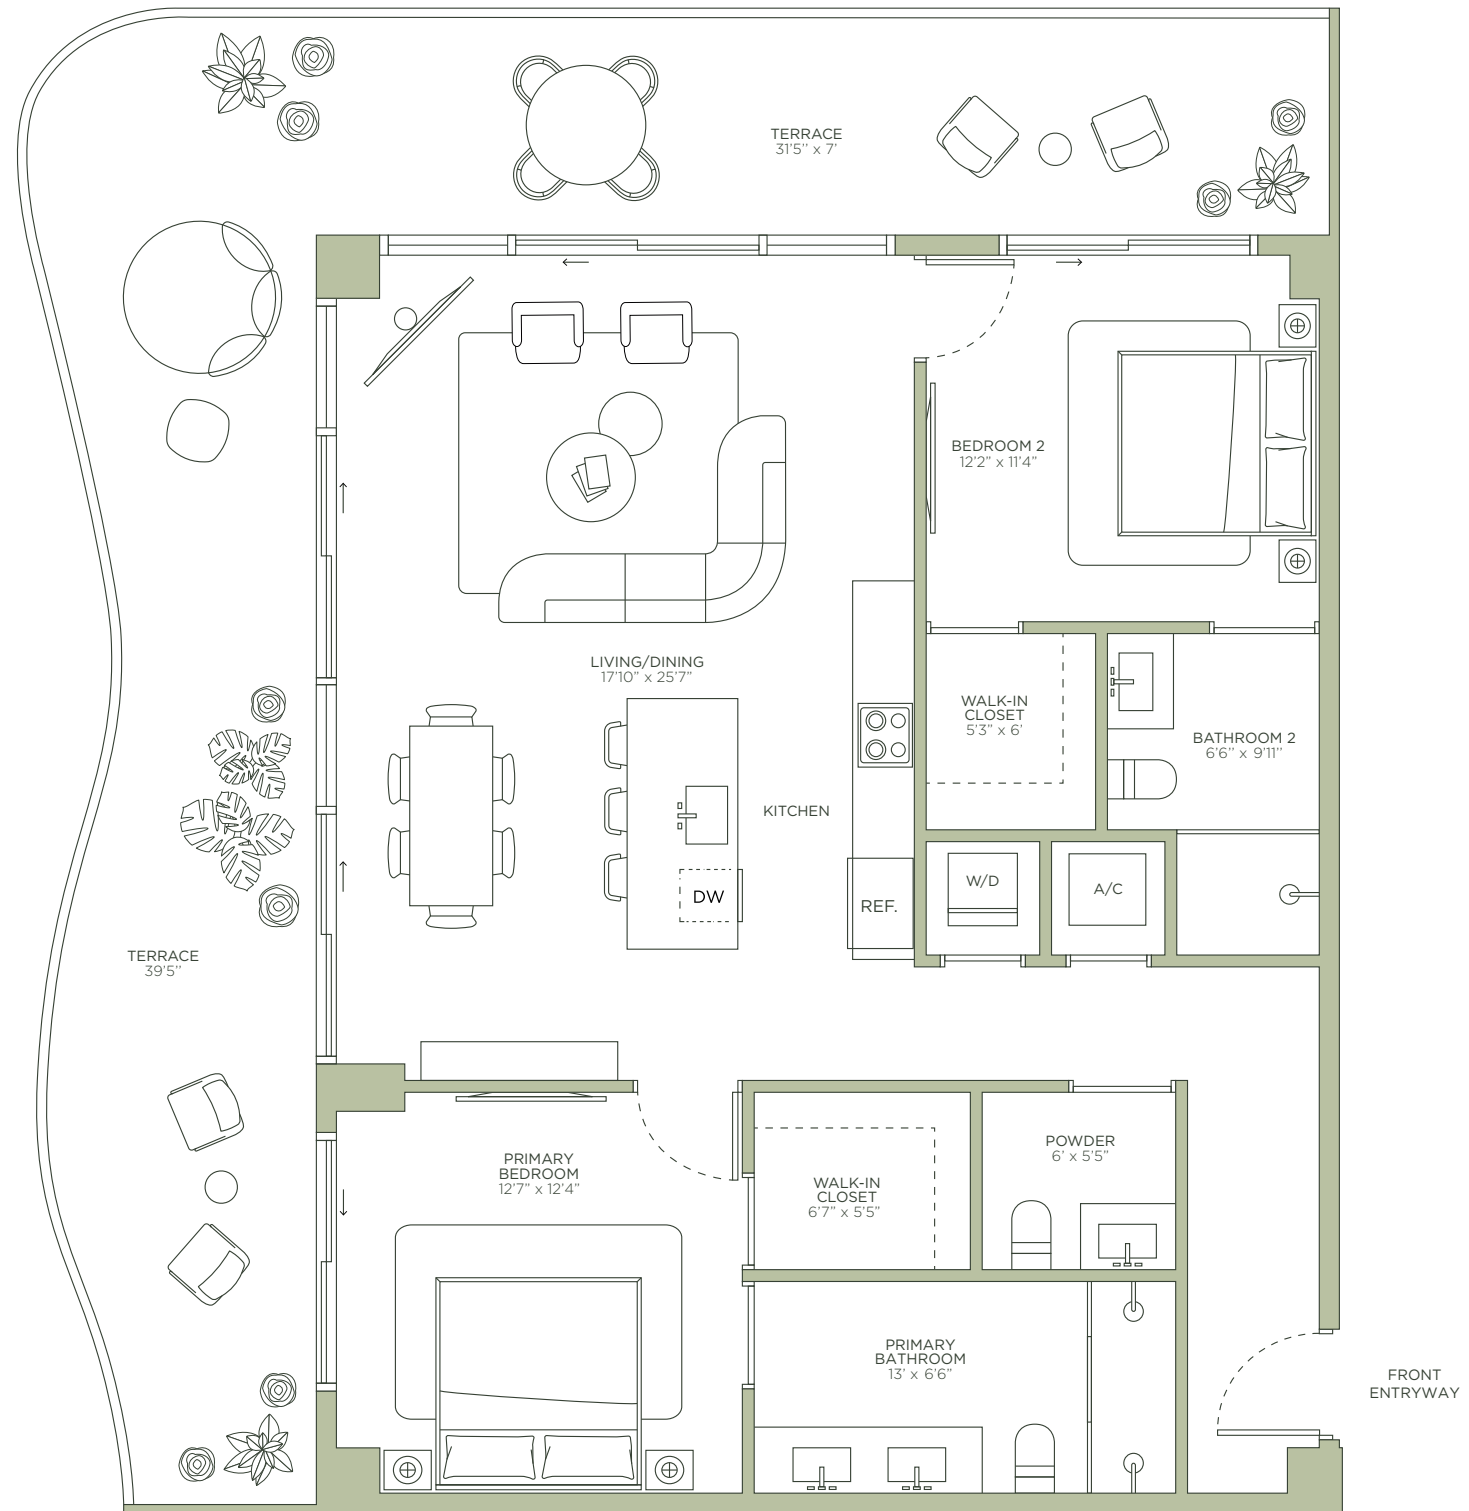 TERRACE
31'5" x 7'
BEDROOM 2
12'2" x 11'4"
LIVING/DINING
17'10" x 25'7"
WALK-IN
CLOSET
5'3" x 6'
BATHROOM 2
6'6" x 9'11"
KITCHEN
W/D
A/C
DW
REF.
TERRACE
39'5"
PRIMARY
BEDROOM
12'7" x 12'4"
WALK-IN
CLOSET
6'7" x 5'5"
POWDER
6' x 5'5"
PRIMARY
BATHROOM
13' x 6'6"
FRONT
ENTRYWAY